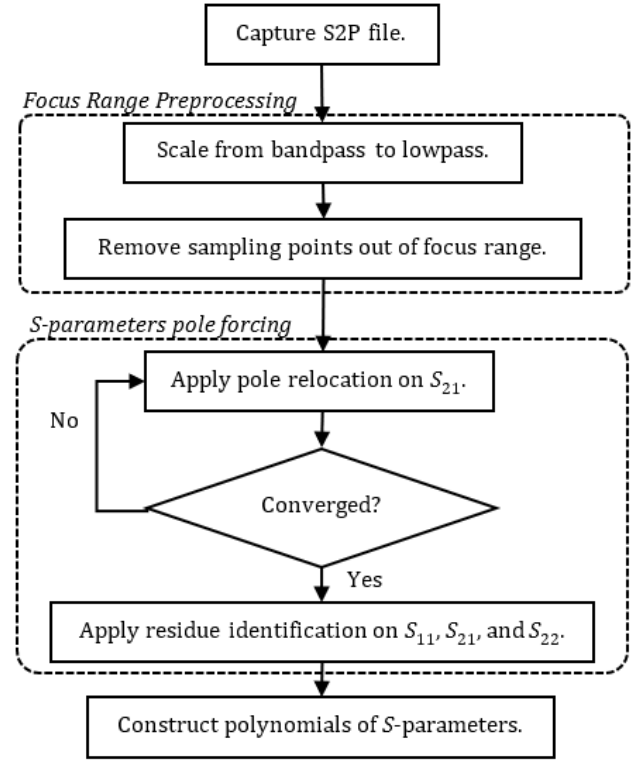 Capture S2P file.
Focus Range Preprocessing
Scale from bandpass to lowpass.
Remove sampling points out of focus range.
S-parameters pole forcing
Apply pole relocation on S₂₁.
No
Converged?
Yes
Apply residue identification on S₁₁, S₂₁, and S₂₂.
Construct polynomials of S-parameters.